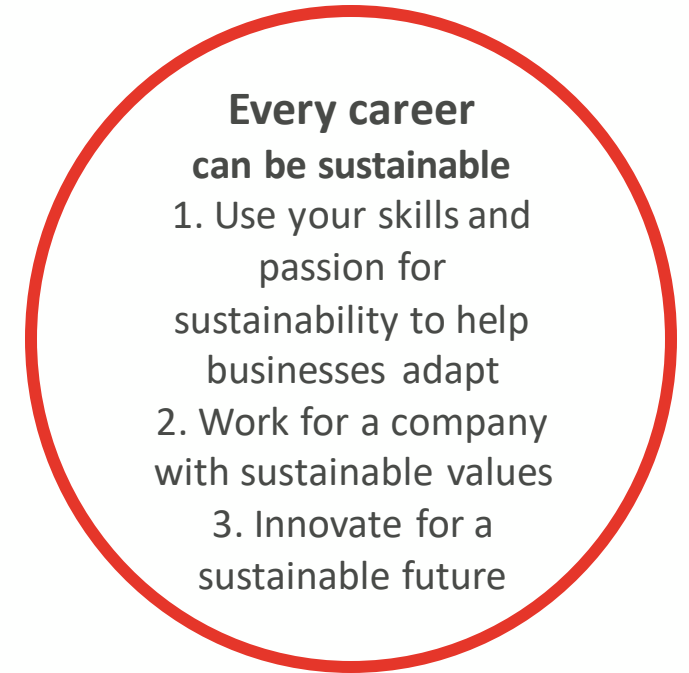 Every career
can be sustainable
1. Use your skills and
passion for
sustainability to help
businesses adapt
2. Work for a company
with sustainable values
3. Innovate for a
sustainable future